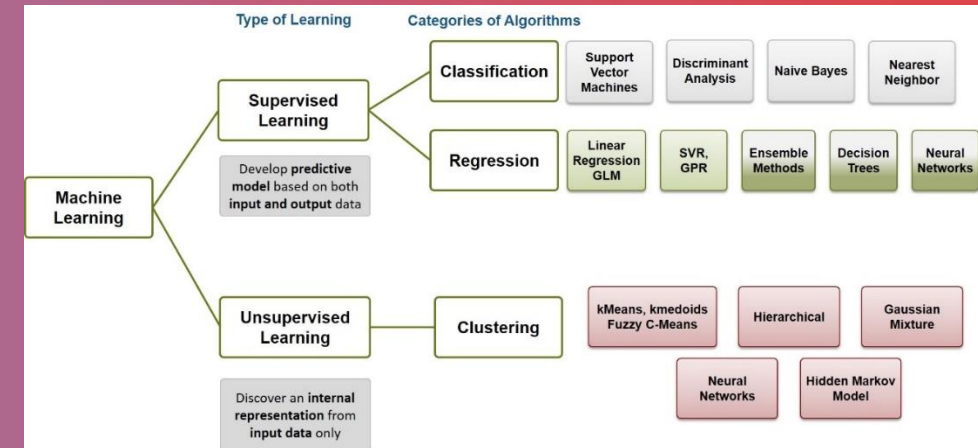 Type of Learning
Categories of Algorithms
Machine
Learning
Supervised
Learning
Develop predictive
model based on both
input and output data
Classification
Support
Vector
Machines
Discriminant
Analysis
Naive Bayes
Nearest
Neighbor
Regression
Linear
Regression
GLM
SVR,
GPR
Ensemble
Methods
Decision
Trees
Neural
Networks
Unsupervised
Learning
Discover an internal
representation from
input data only
Clustering
kMeans, kmedoids
Fuzzy C-Means
Hierarchical
Gaussian
Mixture
Neural
Networks
Hidden Markov
Model